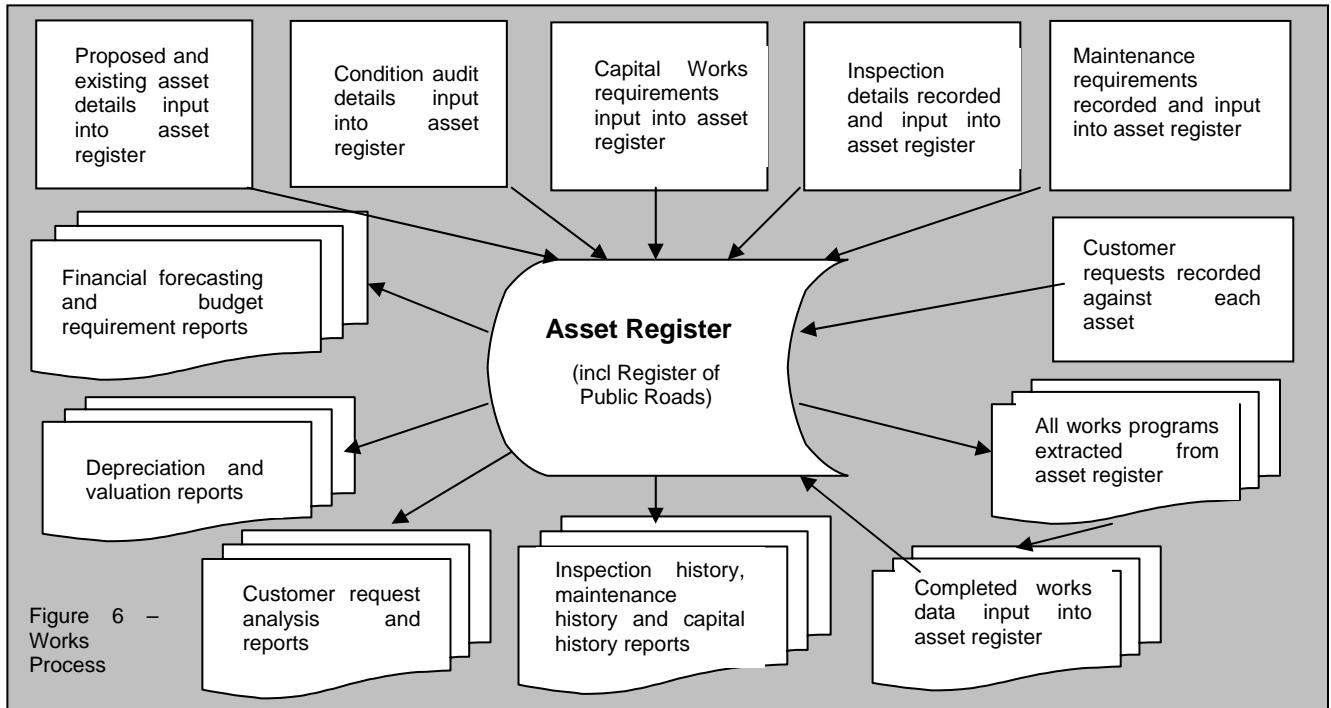 Proposed and
existing asset
details input
into asset
register
Condition audit
details input
into asset
register
Capital Works
requirements
input into asset
register
Inspection
details recorded
and input into
asset register
Maintenance
requirements
recorded and input
into asset register
Financial forecasting
and budget
requirement reports
Asset Register
(incl Register of
Public Roads)
Customer
requests recorded
against each
asset
Depreciation and
valuation reports
All works programs
extracted from
asset register
Customer request
analysis and
reports
Inspection history,
maintenance
history and capital
history reports
Completed works
data input into
asset register
Figure 6 –
Works
Process